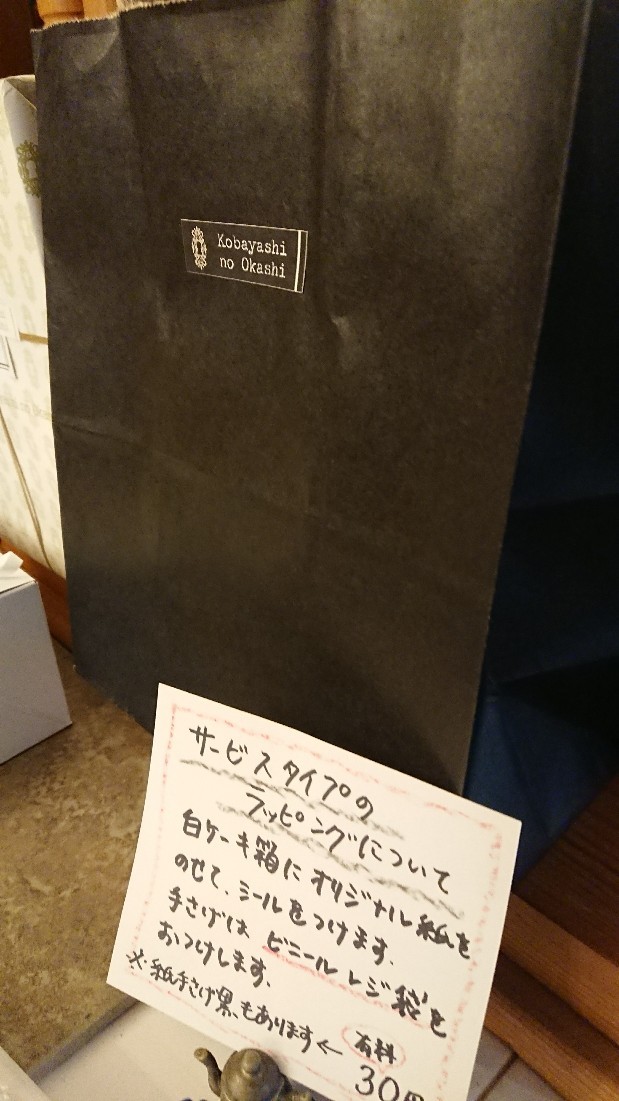 Kobayashi
no Okashi
サービスタイプの
ラッピングについて
白ケーキ箱にオリジナル紙を
のせて、シールをつけます.
手さげは ビニールレジ袋を
おつけします.
※紙手さげ黒もあります← 有料
30円